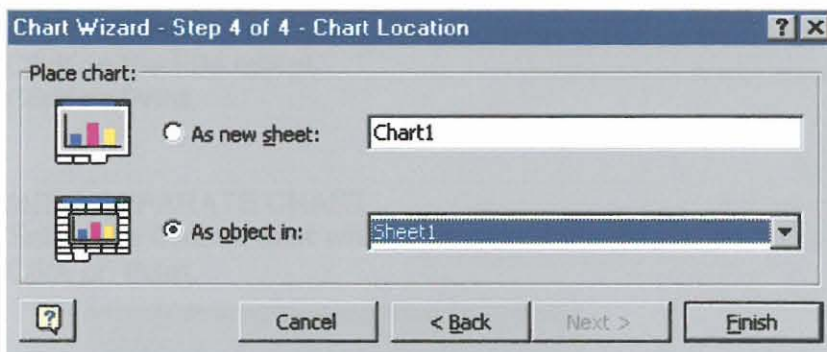 Chart Wizard - Step 4 of 4 - Chart Location
Place chart:
As new sheet: Chart1
As object in: Sheet1
Cancel < Back Next > Finish